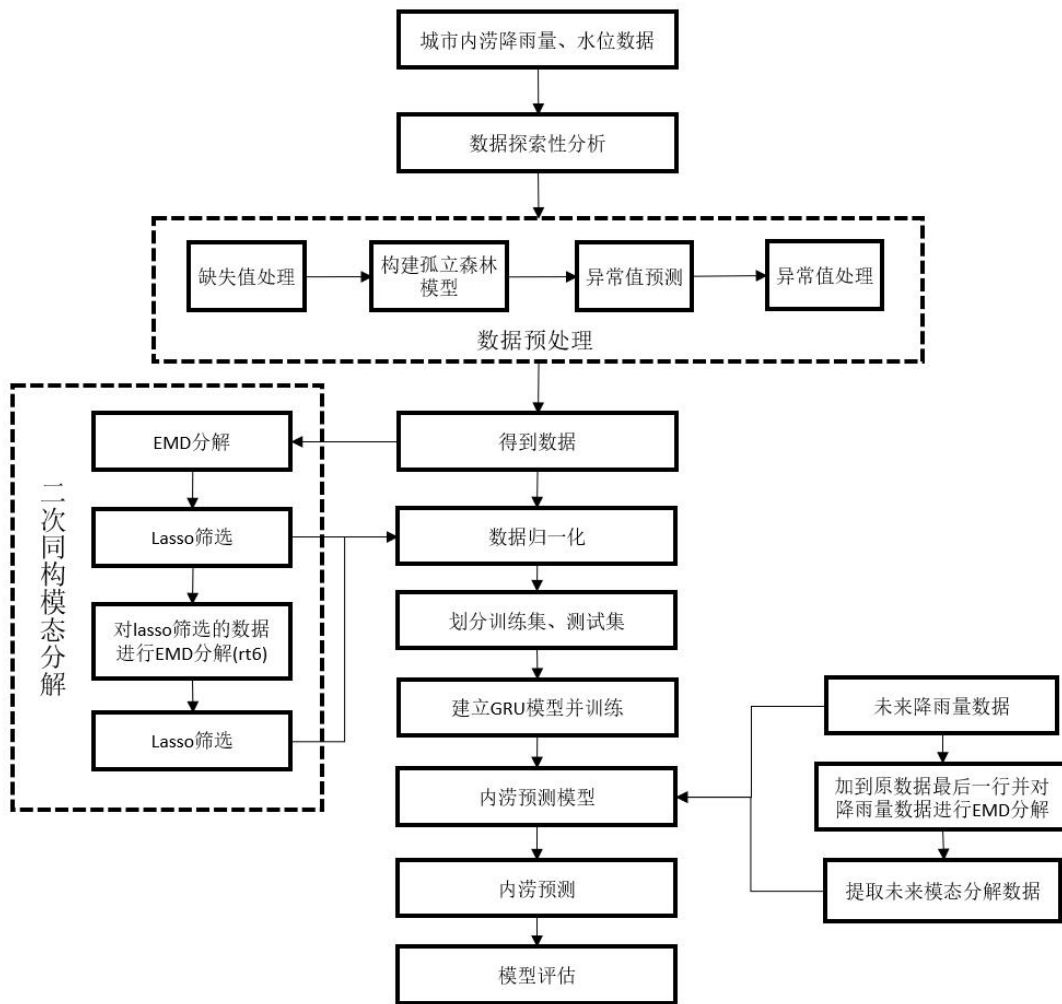 城市内涝降雨量、水位数据
数据探索性分析
缺失值处理
构建孤立森林
模型
异常值预测
异常值处理
数据预处理
二次同构模态分解
EMD分解
Lasso筛选
对lasso筛选的数据
进行EMD分解(rt6)
Lasso筛选
得到数据
数据归一化
划分训练集、测试集
建立GRU模型并训练
内涝预测模型
内涝预测
模型评估
未来降雨量数据
加到原数据最后一行并对
降雨量数据进行EMD分解
提取未来模态分解数据